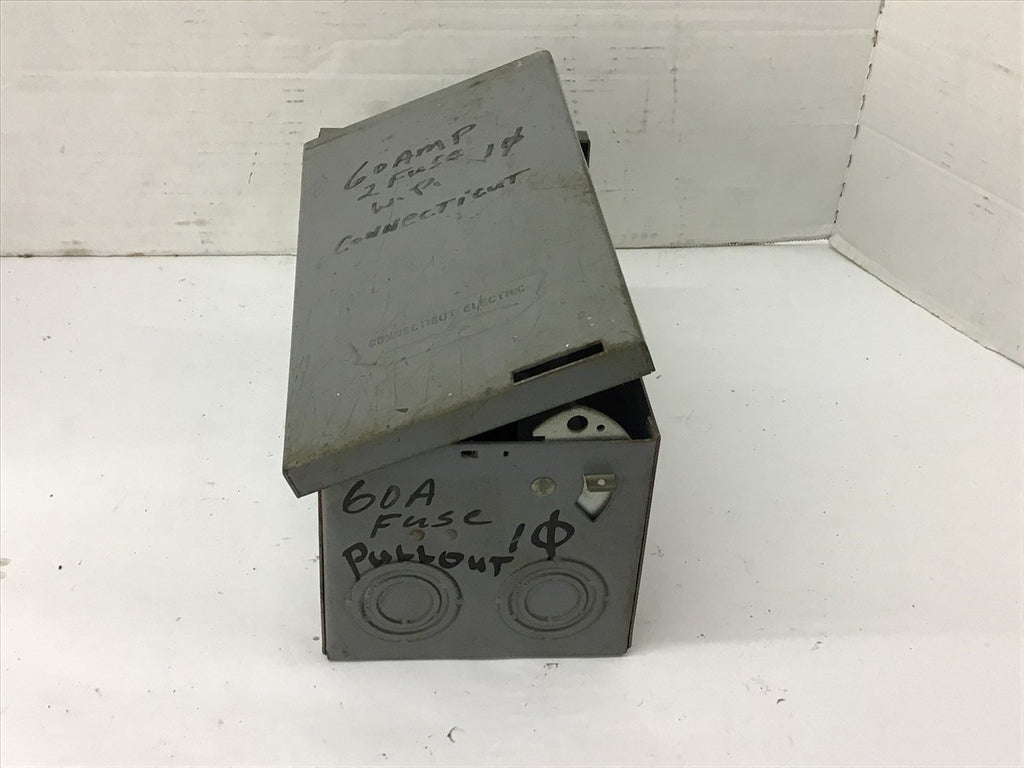 60AMP
2 FUSE 1Φ
W.P.
CONNECTICUT
CONNECTICUT ELECTRIC
60A
FUSE
PULLOUT 1Φ